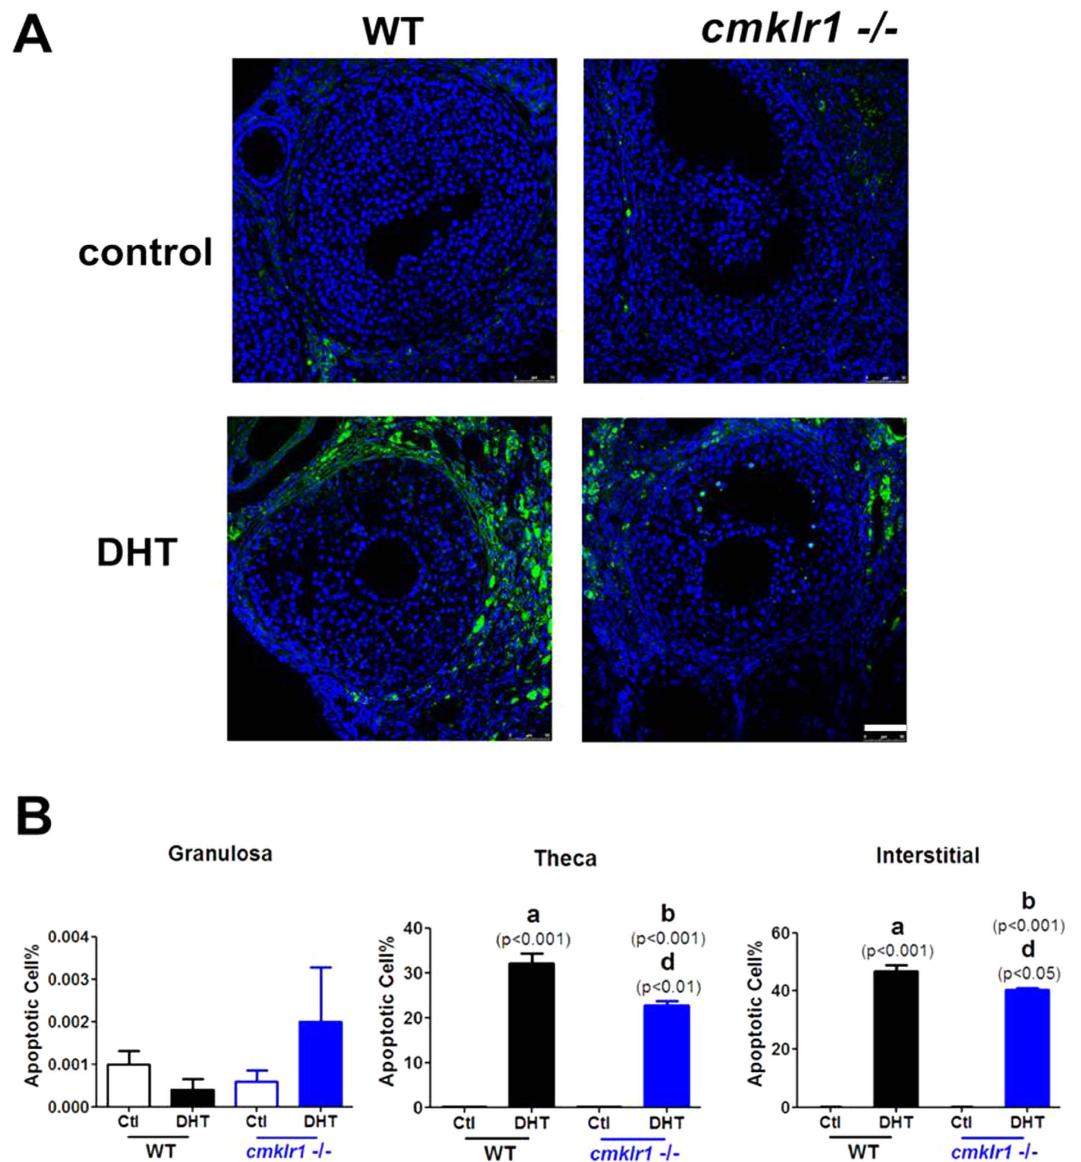 A
WT
cmklr1 -/-
control
DHT
B
Granulosa
Apoptotic Cell%
0.004
0.003
0.002
0.001
0.000
Ctl DHT Ctl DHT
WT cmklr1 -/-
Theca
Apoptotic Cell%
40
30
20
10
0
a
(p<0.001)
b
(p<0.001)
d
(p<0.01)
Ctl DHT Ctl DHT
WT cmklr1 -/-
Interstitial
Apoptotic Cell%
60
40
20
0
a
(p<0.001)
b
(p<0.001)
d
(p<0.05)
Ctl DHT Ctl DHT
WT cmklr1 -/-